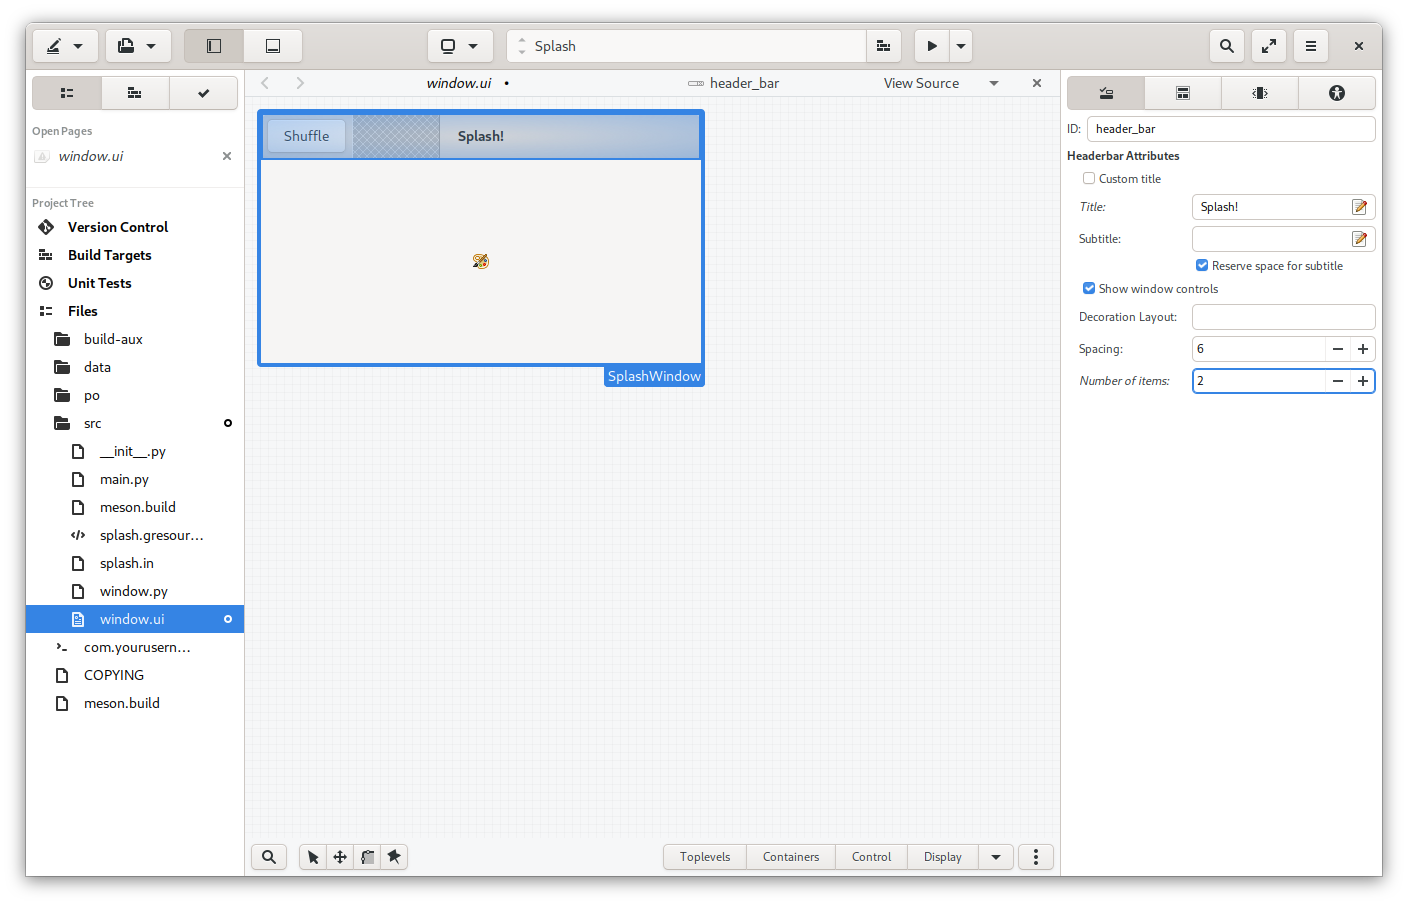 Splash
Open Pages
window.ui
Project Tree
Version Control
Build Targets
Unit Tests
Files
build-aux
data
po
src
__init__.py
main.py
meson.build
splash.gresour…
splash.in
window.py
window.ui
com.yourusern…
COPYING
meson.build
window.ui •
header_bar
View Source
Shuffle
Splash!
SplashWindow
Toplevels
Containers
Control
Display
ID: header_bar
Headerbar Attributes
Custom title
Title: Splash!
Subtitle:
Reserve space for subtitle
Show window controls
Decoration Layout:
Spacing: 6
Number of items: 2